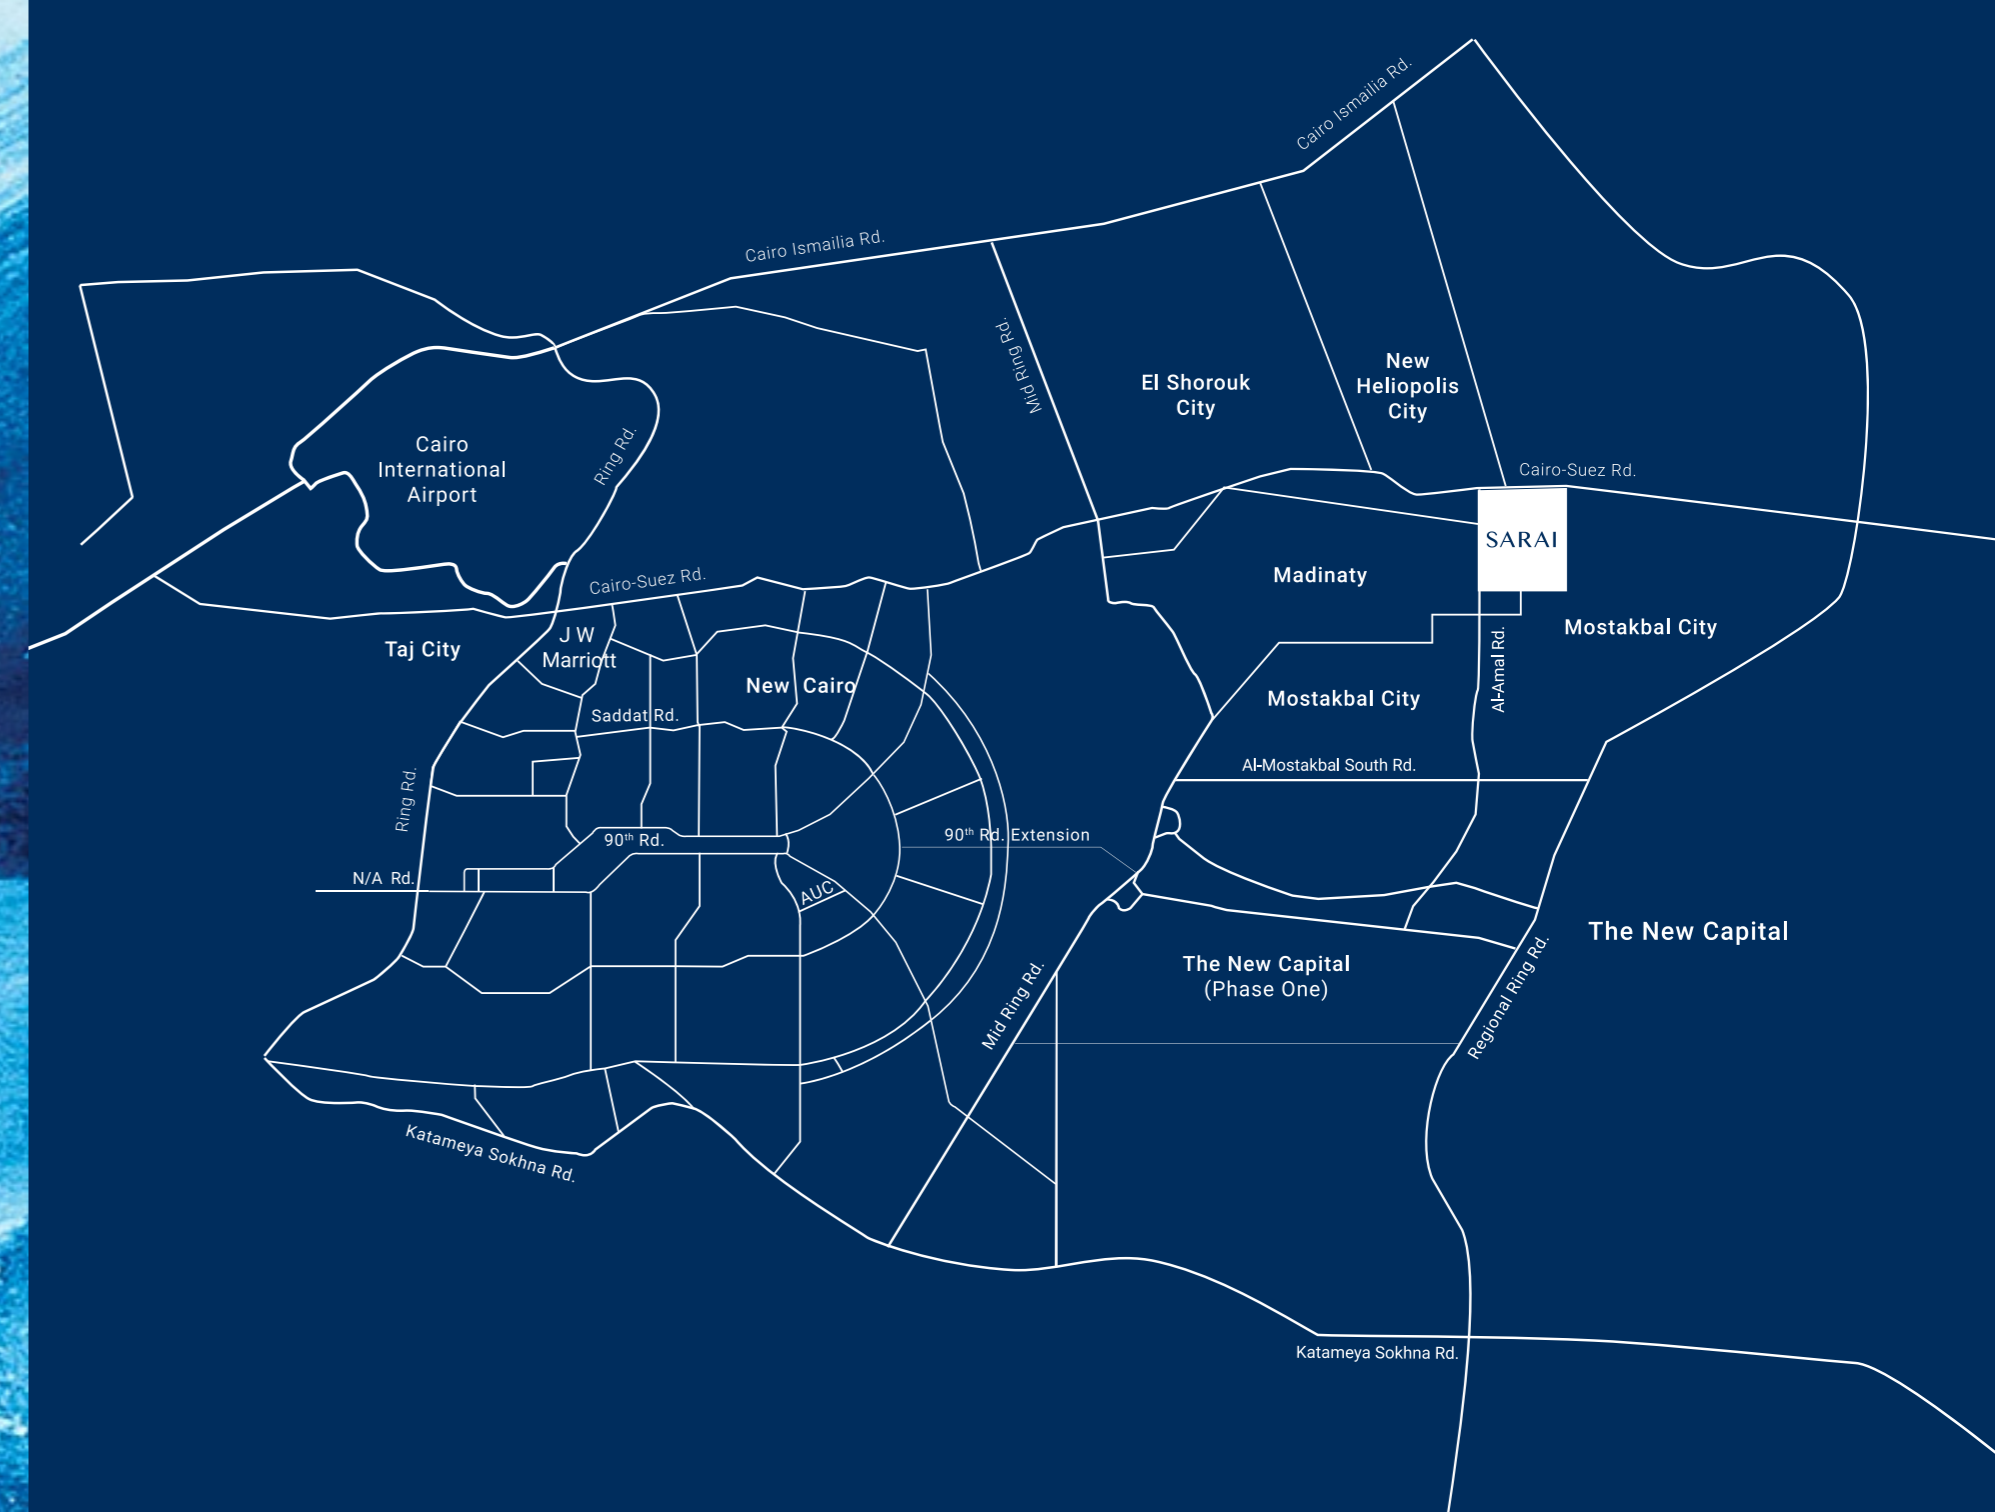 Cairo Ismailia Rd.
Cairo Ismailia Rd.
Mid Ring Rd.
El Shorouk
City
New
Heliopolis
City
Cairo
International
Airport
Ring Rd.
Cairo-Suez Rd.
SARAI
Cairo-Suez Rd.
Madinaty
Taj City
J W
Marriott
Mostakbal City
Al-Amal Rd.
New Cairo
Mostakbal City
Saddat Rd.
Al-Mostakbal South Rd.
Ring Rd.
90th Rd.
90th Rd. Extension
N/A Rd.
AUC
The New Capital
The New Capital
(Phase One)
Mid Ring Rd.
Regional Ring Rd.
Katameya Sokhna Rd.
Katameya Sokhna Rd.